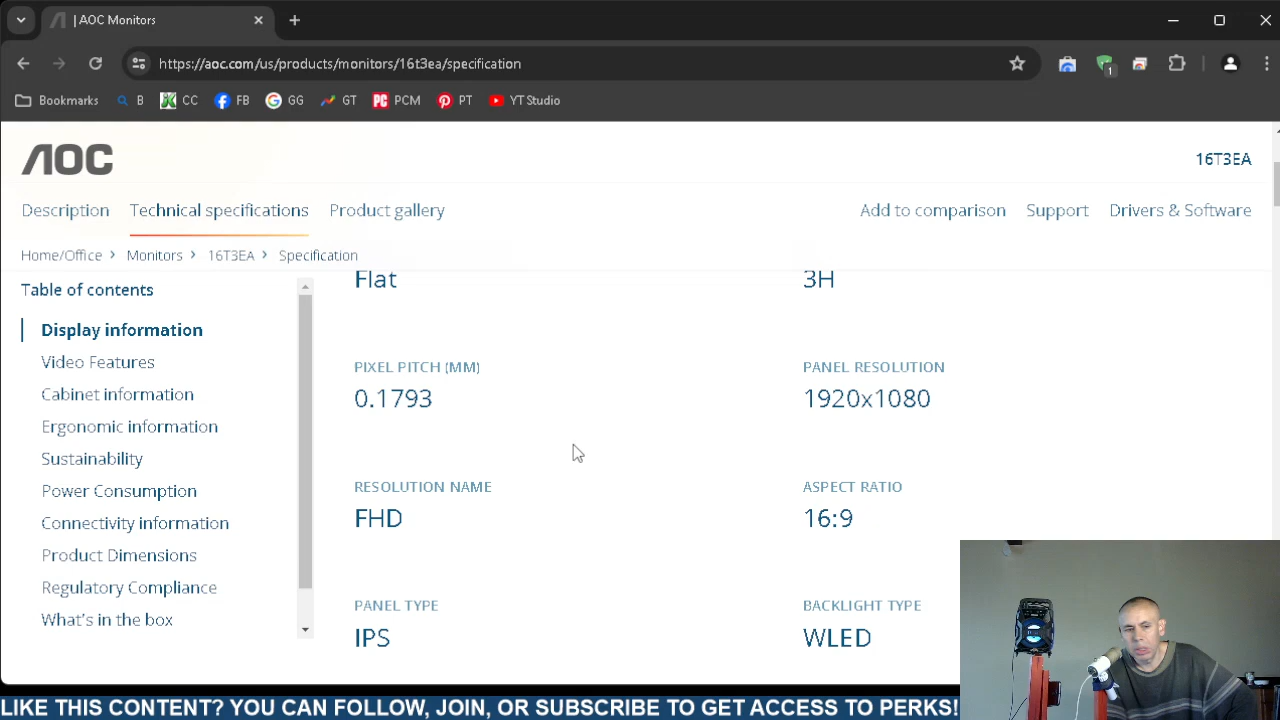 | AOC Monitors
https://aoc.com/us/products/monitors/16t3ea/specification
1
Bookmarks B CC FB GG GT PCM PT YT Studio
AOC
16T3EA
Description Technical specifications Product gallery Add to comparison Support Drivers & Software
Home/Office Monitors 16T3EA Specification
Table of contents
Display information
Video Features
Cabinet information
Ergonomic information
Sustainability
Power Consumption
Connectivity information
Product Dimensions
Regulatory Compliance
What's in the box
Flat 3H
PIXEL PITCH (MM) PANEL RESOLUTION
0.1793 1920x1080
RESOLUTION NAME ASPECT RATIO
FHD 16:9
PANEL TYPE BACKLIGHT TYPE
IPS WLED
LIKE THIS CONTENT? YOU CAN FOLLOW, JOIN, OR SUBSCRIBE TO GET ACCESS TO PERKS!